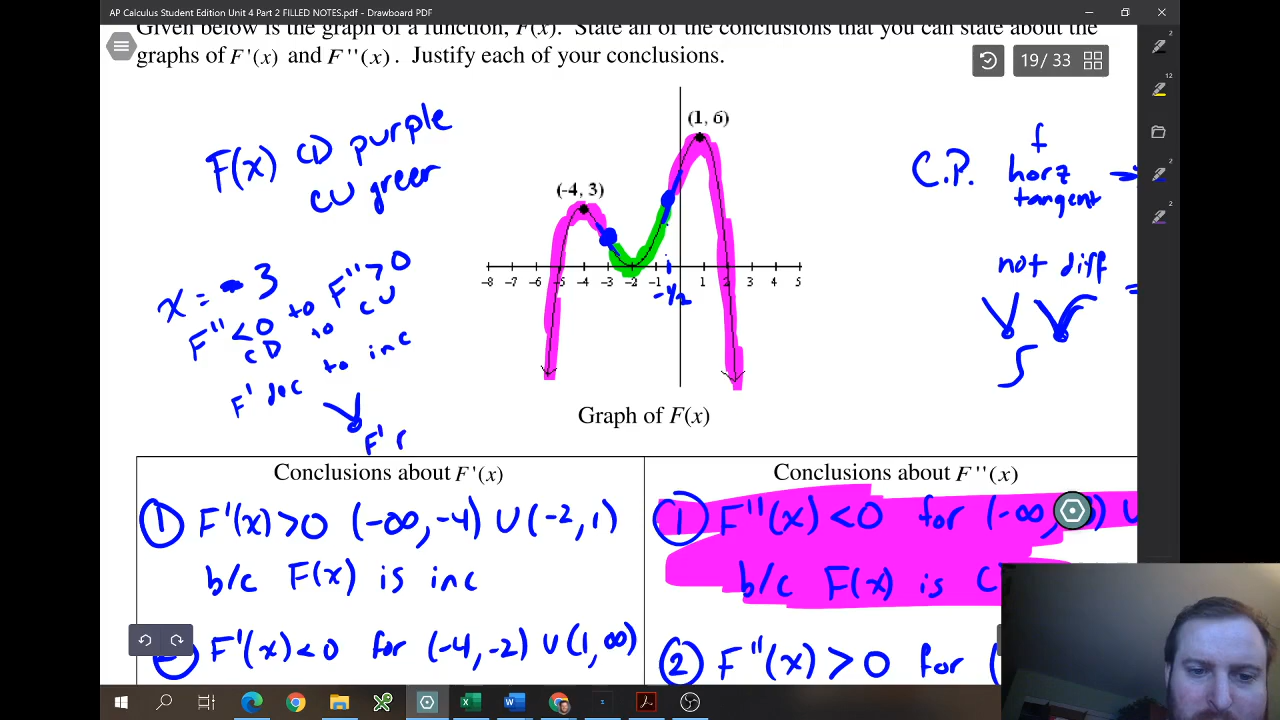 AP Calculus Student Edition Unit 4 Part 2 FILLED NOTES.pdf - Drawboard PDF
Given below is the graph of a function, F(x). State all of the conclusions that you can state about the
graphs of F'(x) and F''(x). Justify each of your conclusions.
19 / 33
F(x) CD purple
CU green
(1, 6)
(-4, 3)
C.P.
f
horz
tangent
not diff
x = -3
F'' < 0 to F'' > 0
CD to CU
F' dec to inc
F' r
-8 -7 -6 -5 -4 -3 -2 -1 1 2 3 4 5
-1/2
Graph of F(x)
Conclusions about F'(x)
① F'(x) > 0 (-∞, -4) U (-2, 1)
b/c F(x) is inc
F'(x) < 0 for (-4, -2) U (1, ∞)
Conclusions about F''(x)
① F''(x) < 0 for (-∞, ) U
b/c F(x) is C
② F''(x) > 0 for (